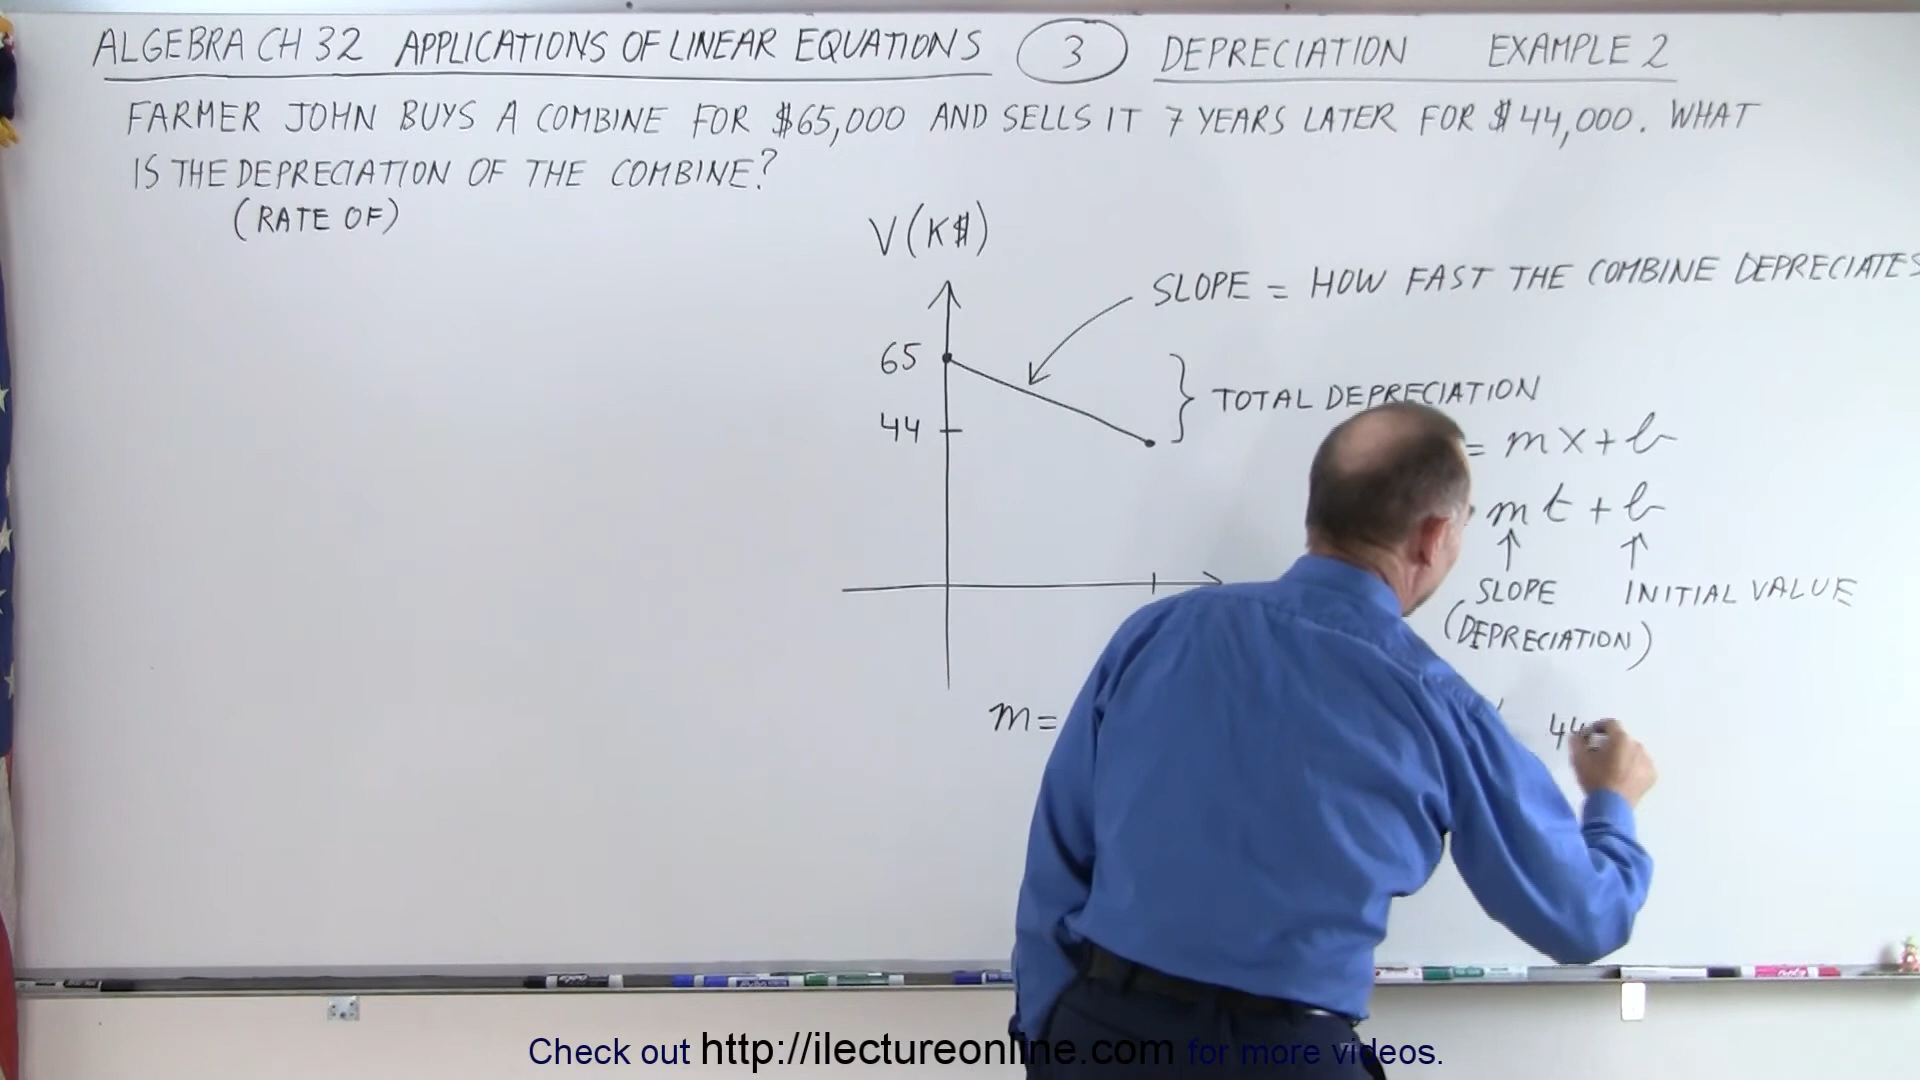 ALGEBRA CH 32 APPLICATIONS OF LINEAR EQUATIONS 3 DEPRECIATION EXAMPLE 2
FARMER JOHN BUYS A COMBINE FOR $65,000 AND SELLS IT 7 YEARS LATER FOR $44,000. WHAT
IS THE DEPRECIATION OF THE COMBINE?
(RATE OF)
V(K$)
SLOPE = HOW FAST THE COMBINE DEPRECIATES
65
TOTAL DEPRECIATION
44
= mx+b
mt+b
SLOPE INITIAL VALUE
(DEPRECIATION)
m= 44
Check out http://ilectureonline.com for more videos.